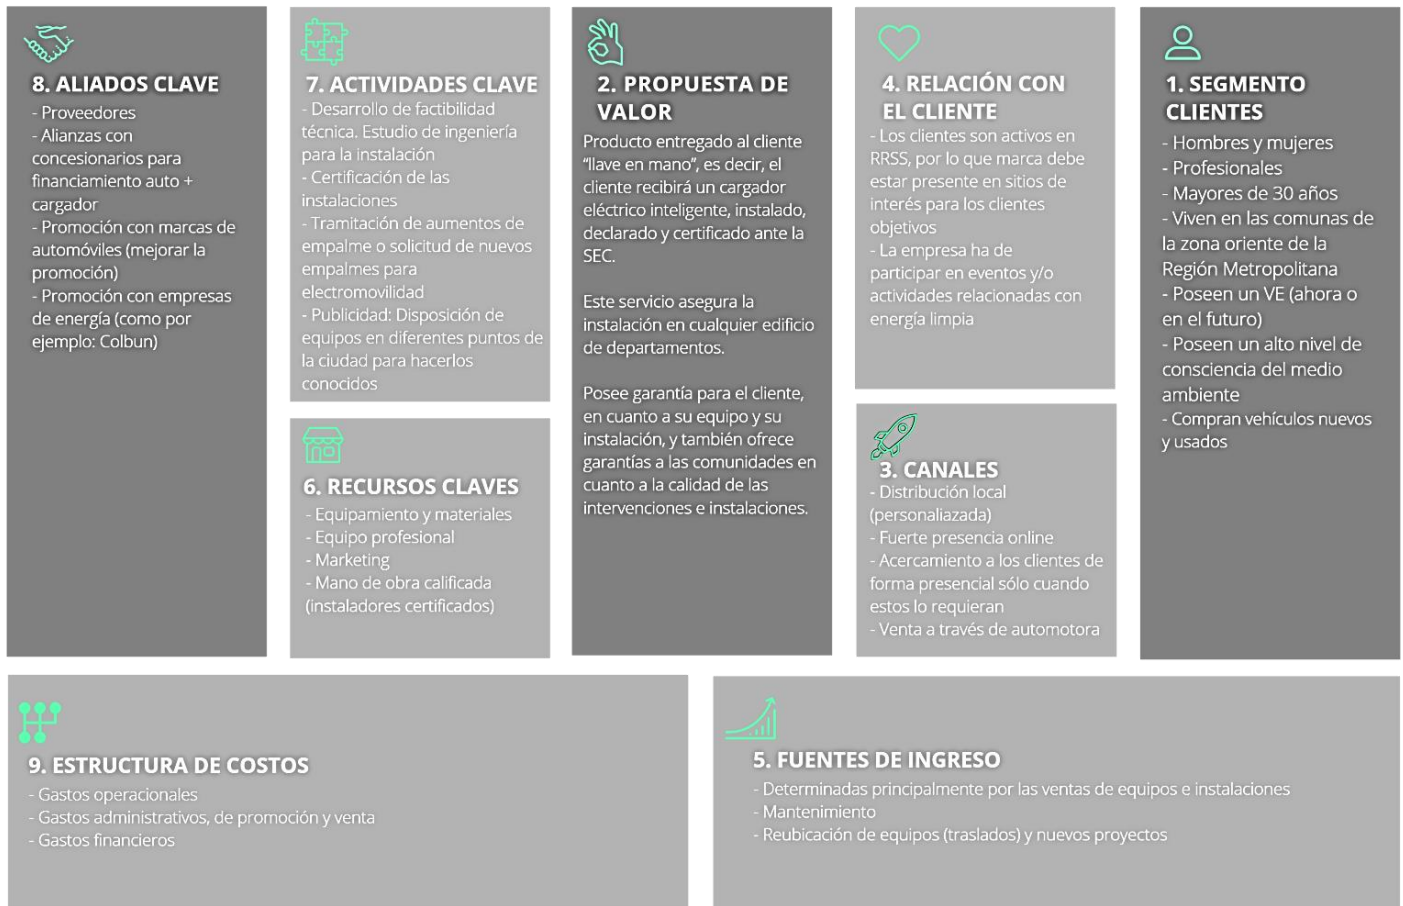 8. ALIADOS CLAVE
- Proveedores
- Alianzas con
concesionarios para
financiamiento auto +
cargador
- Promoción con marcas de
automóviles (mejorar la
promoción)
- Promoción con empresas
de energía (como por
ejemplo: Colbun)
7. ACTIVIDADES CLAVE
- Desarrollo de factibilidad
técnica. Estudio de ingeniería
para la instalación
- Certificación de las
instalaciones
- Tramitación de aumentos de
empalme o solicitud de nuevos
empalmes para
electromovilidad
- Publicidad: Disposición de
equipos en diferentes puntos de
la ciudad para hacerlos
conocidos
6. RECURSOS CLAVES
- Equipamiento y materiales
- Equipo profesional
- Marketing
- Mano de obra calificada
(instaladores certificados)
2. PROPUESTA DE
VALOR
Producto entregado al cliente
“llave en mano”, es decir, el
cliente recibirá un cargador
eléctrico inteligente, instalado,
declarado y certificado ante la
SEC.
Este servicio asegura la
instalación en cualquier edificio
de departamentos.
Posee garantía para el cliente,
en cuanto a su equipo y su
instalación, y también ofrece
garantías a las comunidades en
cuanto a la calidad de las
intervenciones e instalaciones.
4. RELACIÓN CON
EL CLIENTE
- Los clientes son activos en
RRSS, por lo que marca debe
estar presente en sitios de
interés para los clientes
objetivos
- La empresa ha de
participar en eventos y/o
actividades relacionadas con
energía limpia
3. CANALES
- Distribución local
(personaliazada)
- Fuerte presencia online
- Acercamiento a los clientes de
forma presencial sólo cuando
estos lo requieran
- Venta a través de automotora
1. SEGMENTO
CLIENTES
- Hombres y mujeres
- Profesionales
- Mayores de 30 años
- Viven en las comunas de
la zona oriente de la
Región Metropolitana
- Poseen un VE (ahora o
en el futuro)
- Poseen un alto nivel de
consciencia del medio
ambiente
- Compran vehículos nuevos
y usados
9. ESTRUCTURA DE COSTOS
- Gastos operacionales
- Gastos administrativos, de promoción y venta
- Gastos financieros
5. FUENTES DE INGRESO
- Determinadas principalmente por las ventas de equipos e instalaciones
- Mantenimiento
- Reubicación de equipos (traslados) y nuevos proyectos